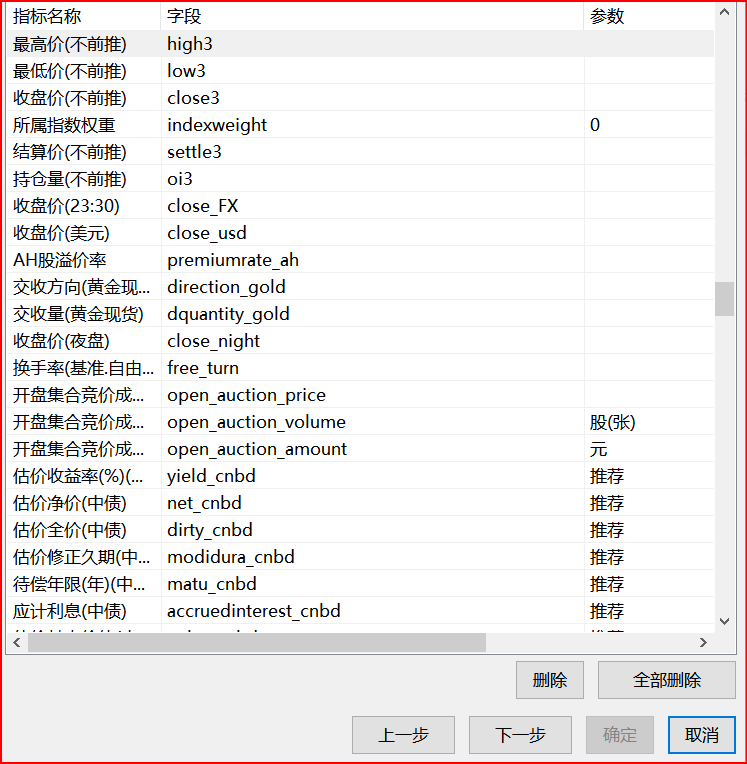 指标名称 字段 参数
最高价(不前推) high3
最低价(不前推) low3
收盘价(不前推) close3
所属指数权重 indexweight 0
结算价(不前推) settle3
持仓量(不前推) oi3
收盘价(23:30) close_FX
收盘价(美元) close_usd
AH股溢价率 premiumrate_ah
交收方向(黄金现... direction_gold
交收量(黄金现货) dquantity_gold
收盘价(夜盘) close_night
换手率(基准.自由... free_turn
开盘集合竞价成... open_auction_price
开盘集合竞价成... open_auction_volume 股(张)
开盘集合竞价成... open_auction_amount 元
估价收益率(%)(... yield_cnbd 推荐
估价净价(中债) net_cnbd 推荐
估价全价(中债) dirty_cnbd 推荐
估价修正久期(中... modidura_cnbd 推荐
待偿年限(年)(中... matu_cnbd 推荐
应计利息(中债) accruedinterest_cnbd 推荐
删除 全部删除
上一步 下一步 确定 取消